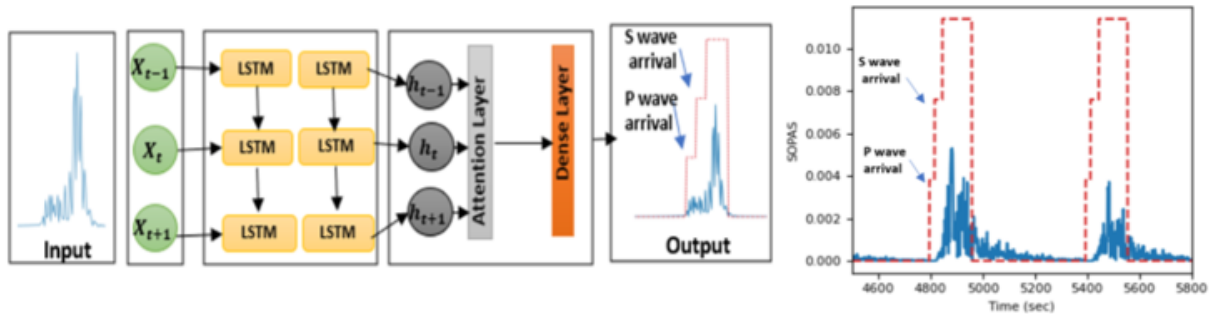 Input
X_{t-1}
X_t
X_{t+1}
LSTM
LSTM
LSTM
LSTM
LSTM
LSTM
h_{t-1}
h_t
h_{t+1}
Attention Layer
Dense Layer
S wave
arrival
P wave
arrival
Output
SOPAS
0.010
0.008
0.006
0.004
0.002
0.000
S wave
arrival
P wave
arrival
4600 4800 5000 5200 5400 5600 5800
Time (sec)